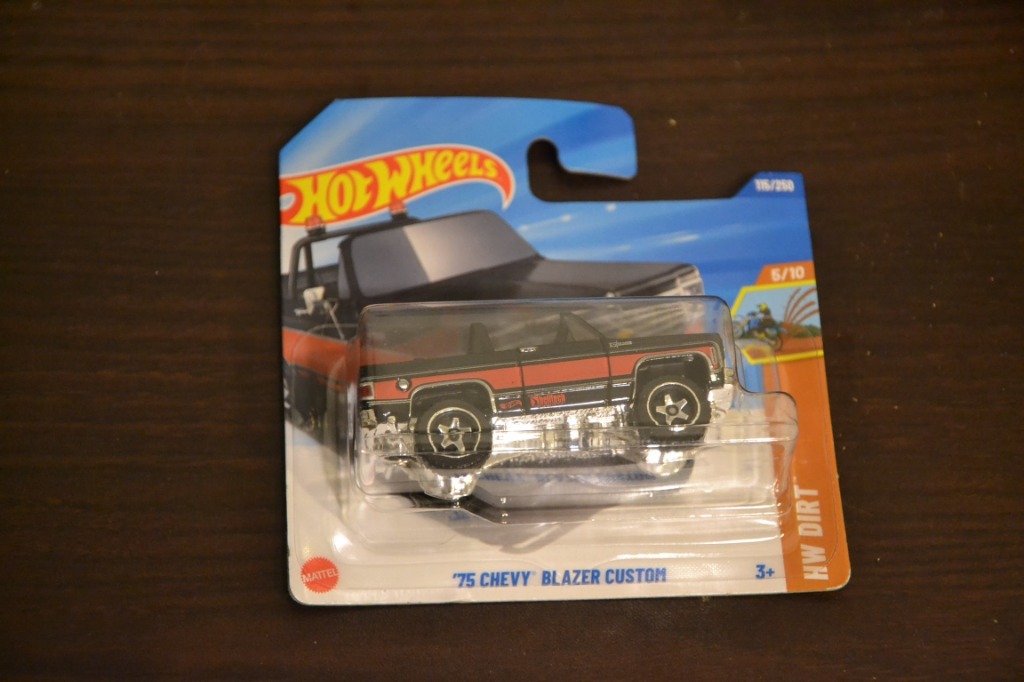 HOT WHEELS
115/250
5/10
HW DIRT
MATTEL
'75 CHEVY BLAZER CUSTOM
3+